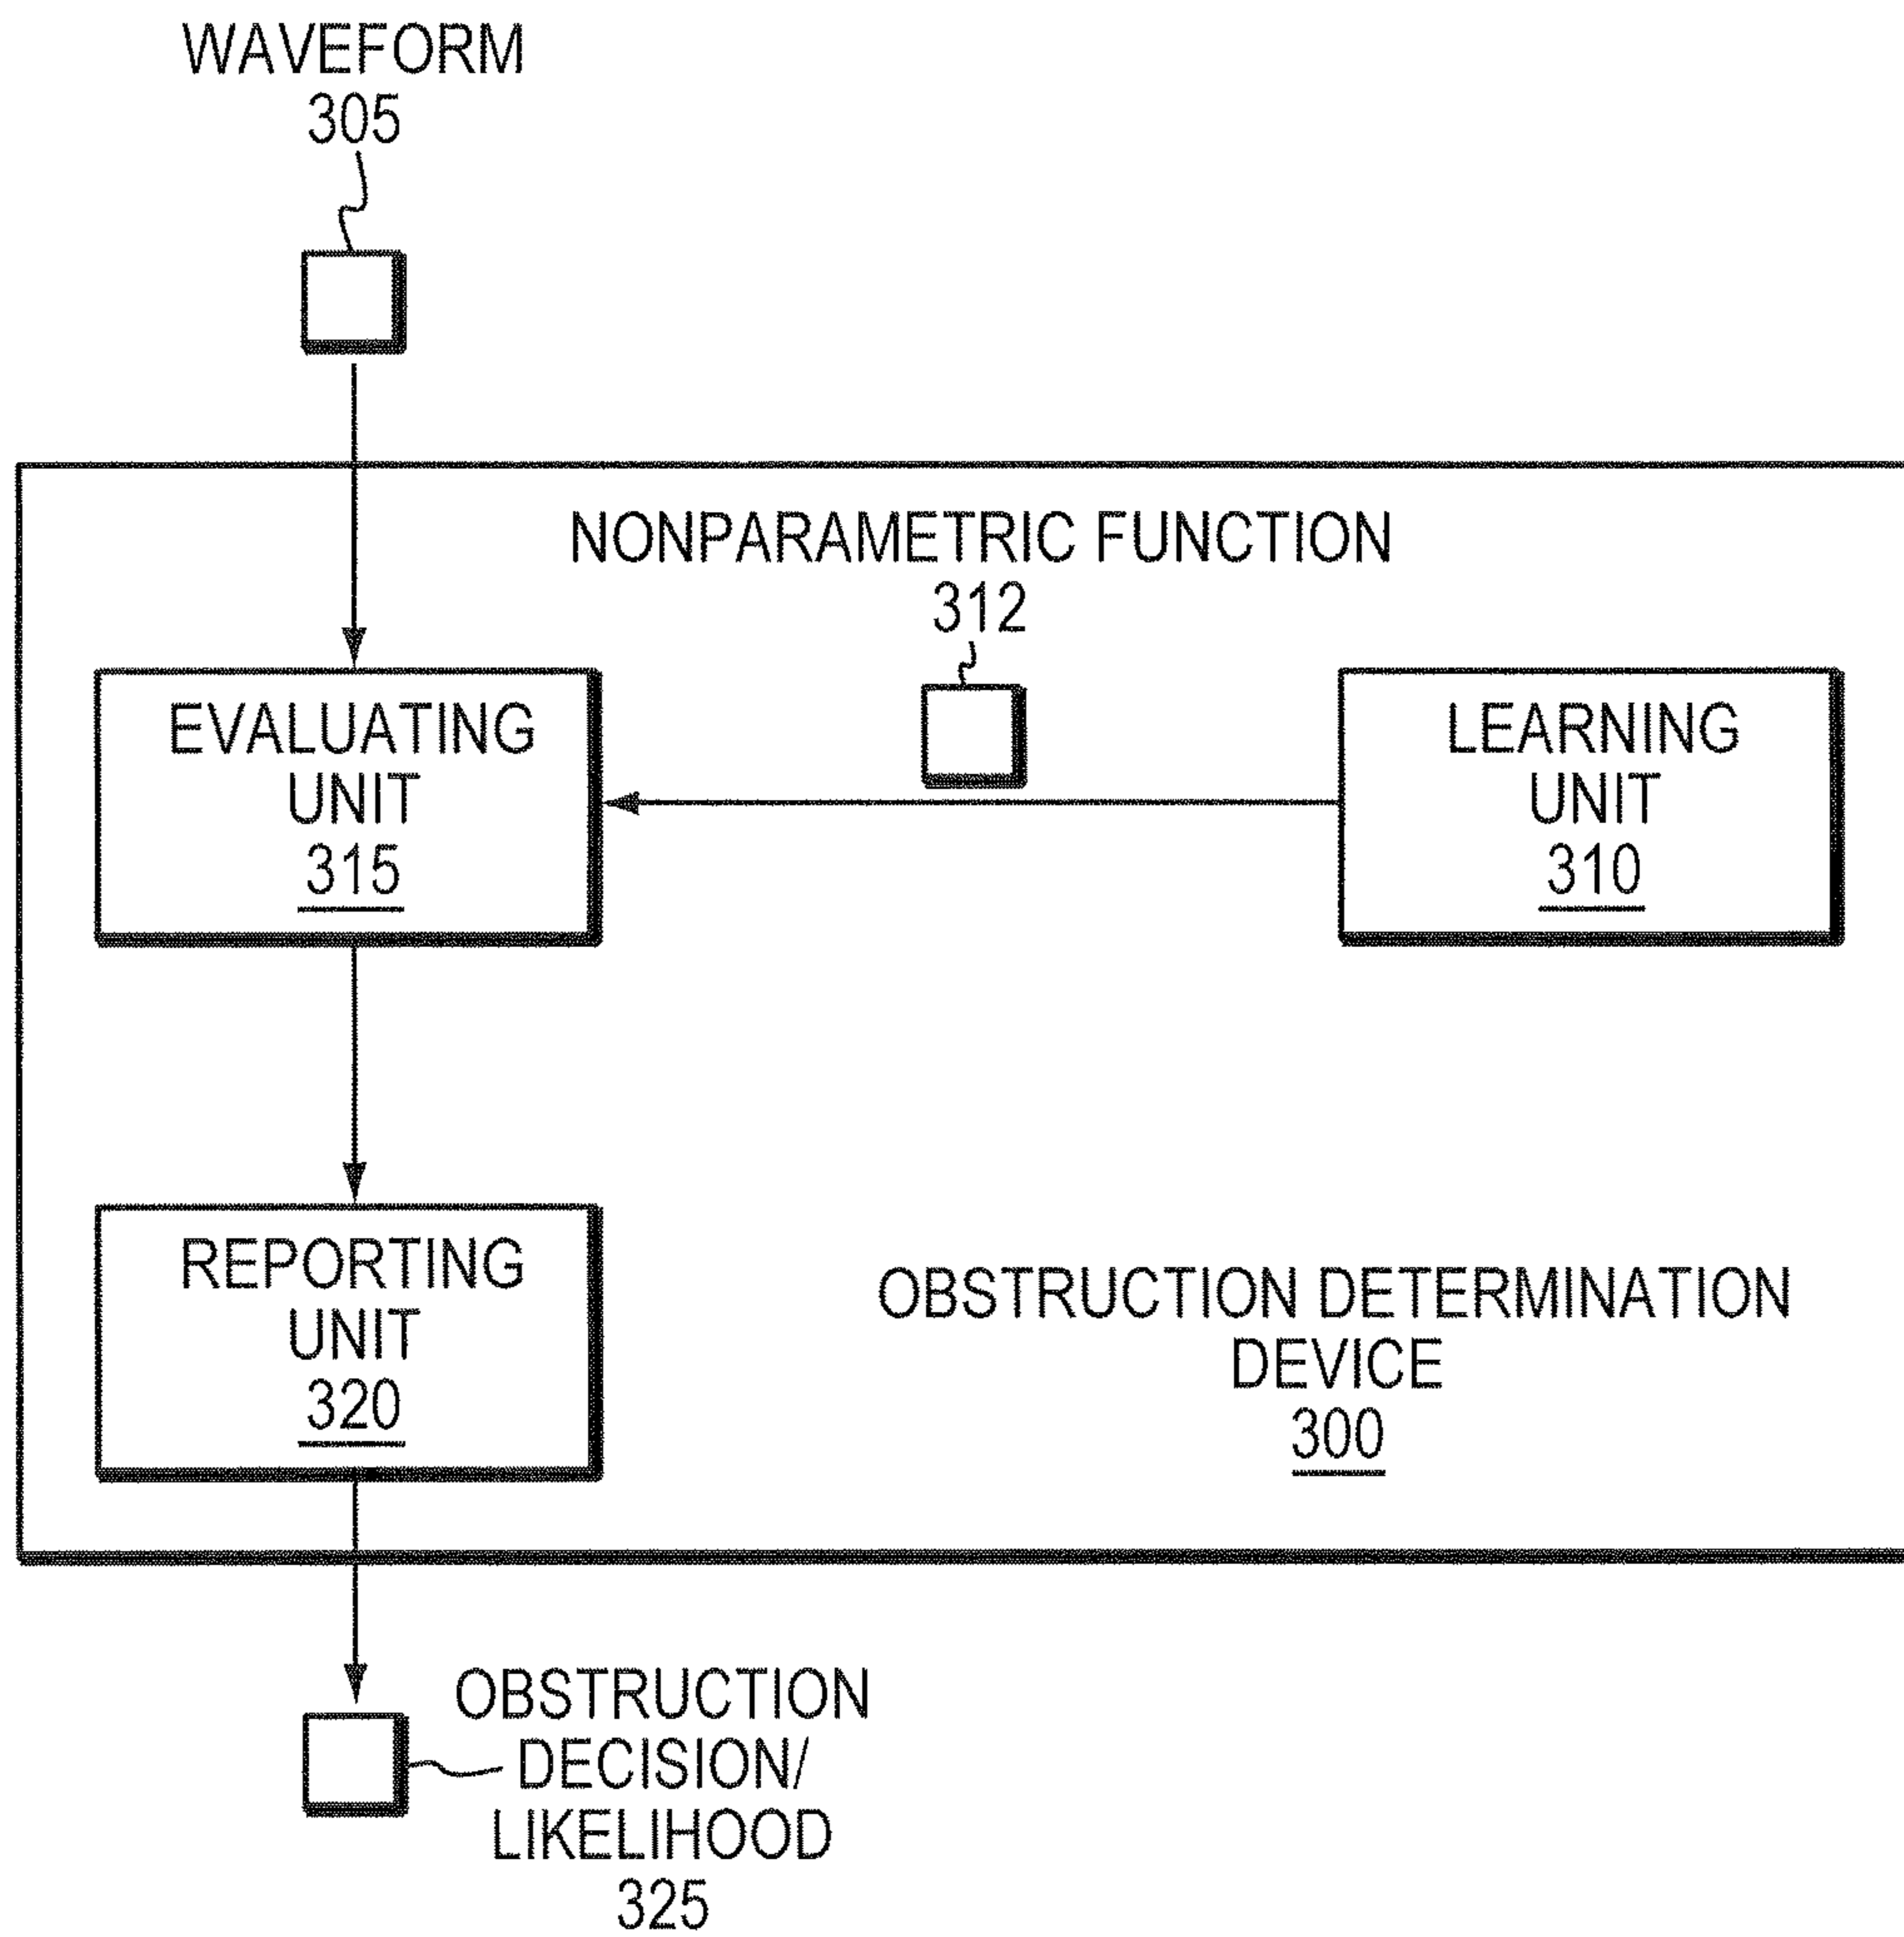 WAVEFORM
305
NONPARAMETRIC FUNCTION
312
EVALUATING
UNIT
315
LEARNING
UNIT
310
REPORTING
UNIT
320
OBSTRUCTION DETERMINATION
DEVICE
300
OBSTRUCTION
DECISION/
LIKELIHOOD
325